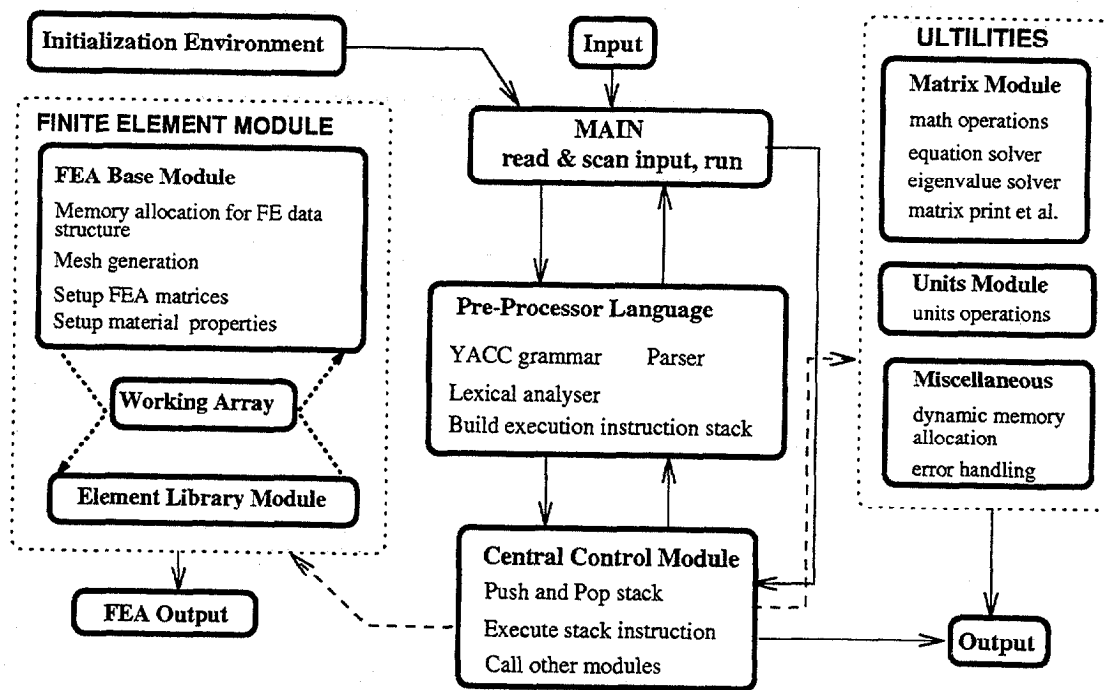 Initialization Environment
Input
MAIN
read & scan input, run
FINITE ELEMENT MODULE
FEA Base Module
Memory allocation for FE data
structure
Mesh generation
Setup FEA matrices
Setup material properties
Working Array
Element Library Module
FEA Output
Pre-Processor Language
YACC grammar
Parser
Lexical analyser
Build execution instruction stack
Central Control Module
Push and Pop stack
Execute stack instruction
Call other modules
ULTILITIES
Matrix Module
math operations
equation solver
eigenvalue solver
matrix print et al.
Units Module
units operations
Miscellaneous
dynamic memory
allocation
error handling
Output